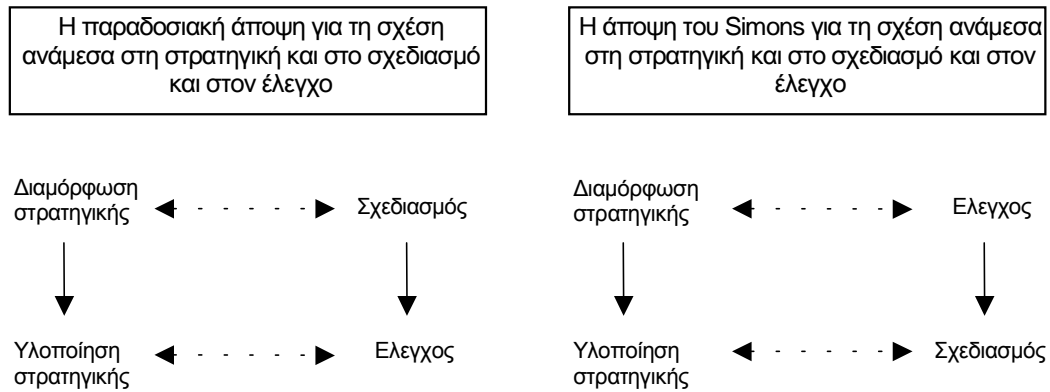 Η παραδοσιακή άποψη για τη σχέση
ανάμεσα στη στρατηγική και στο σχεδιασμό
και στον έλεγχο
Η άποψη του Simons για τη σχέση ανάμεσα
στη στρατηγική και στο σχεδιασμό και στον
έλεγχο
Διαμόρφωση
στρατηγικής
Σχεδιασμός
Υλοποίηση
στρατηγικής
Ελεγχος
Διαμόρφωση
στρατηγικής
Ελεγχος
Υλοποίηση
στρατηγικής
Σχεδιασμός